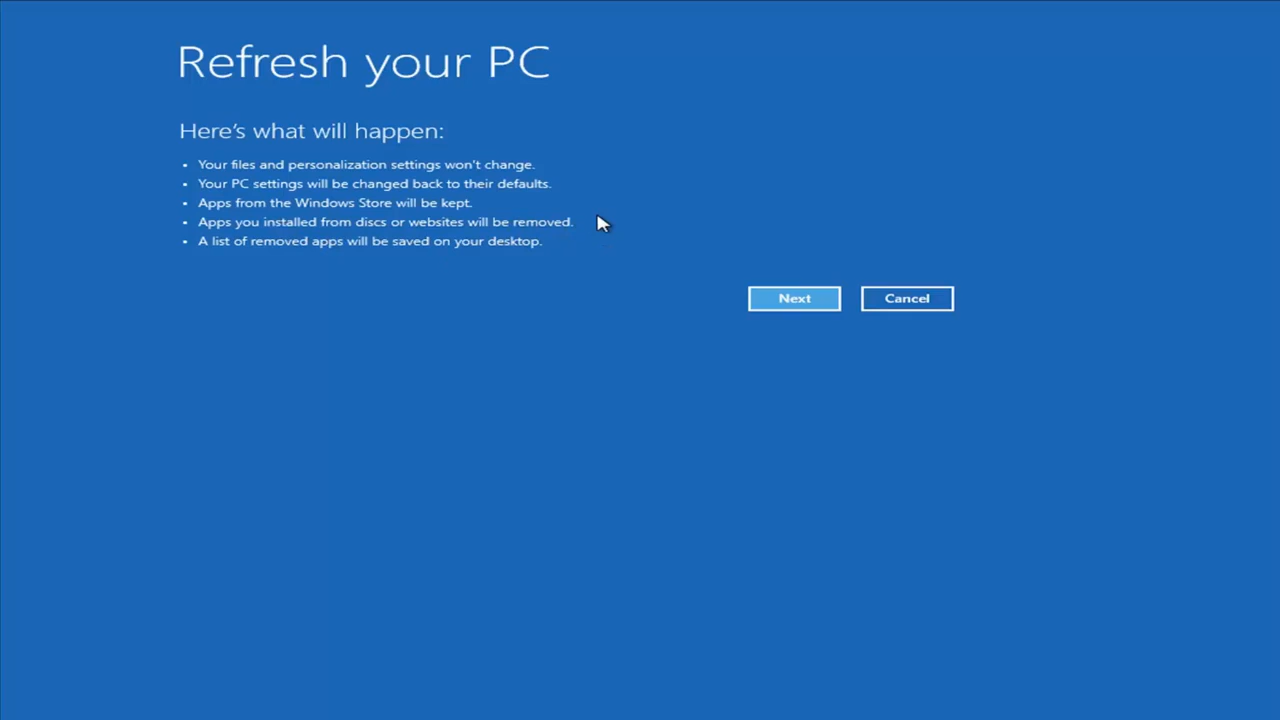 Refresh your PC
Here's what will happen:
• Your files and personalization settings won't change.
• Your PC settings will be changed back to their defaults.
• Apps from the Windows Store will be kept.
• Apps you installed from discs or websites will be removed.
• A list of removed apps will be saved on your desktop.
Next Cancel